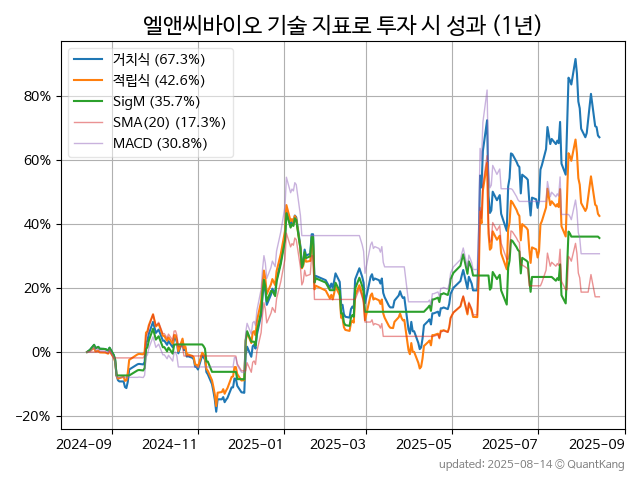 엘앤씨바이오 기술 지표로 투자 시 성과 (1년)
거치식 (67.3%)
적립식 (42.6%)
SigM (35.7%)
SMA(20) (17.3%)
MACD (30.8%)
80%
60%
40%
20%
0%
−20%
2024-09 2024-11 2025-01 2025-03 2025-05 2025-07 2025-09
updated: 2025-08-14 © QuantKang